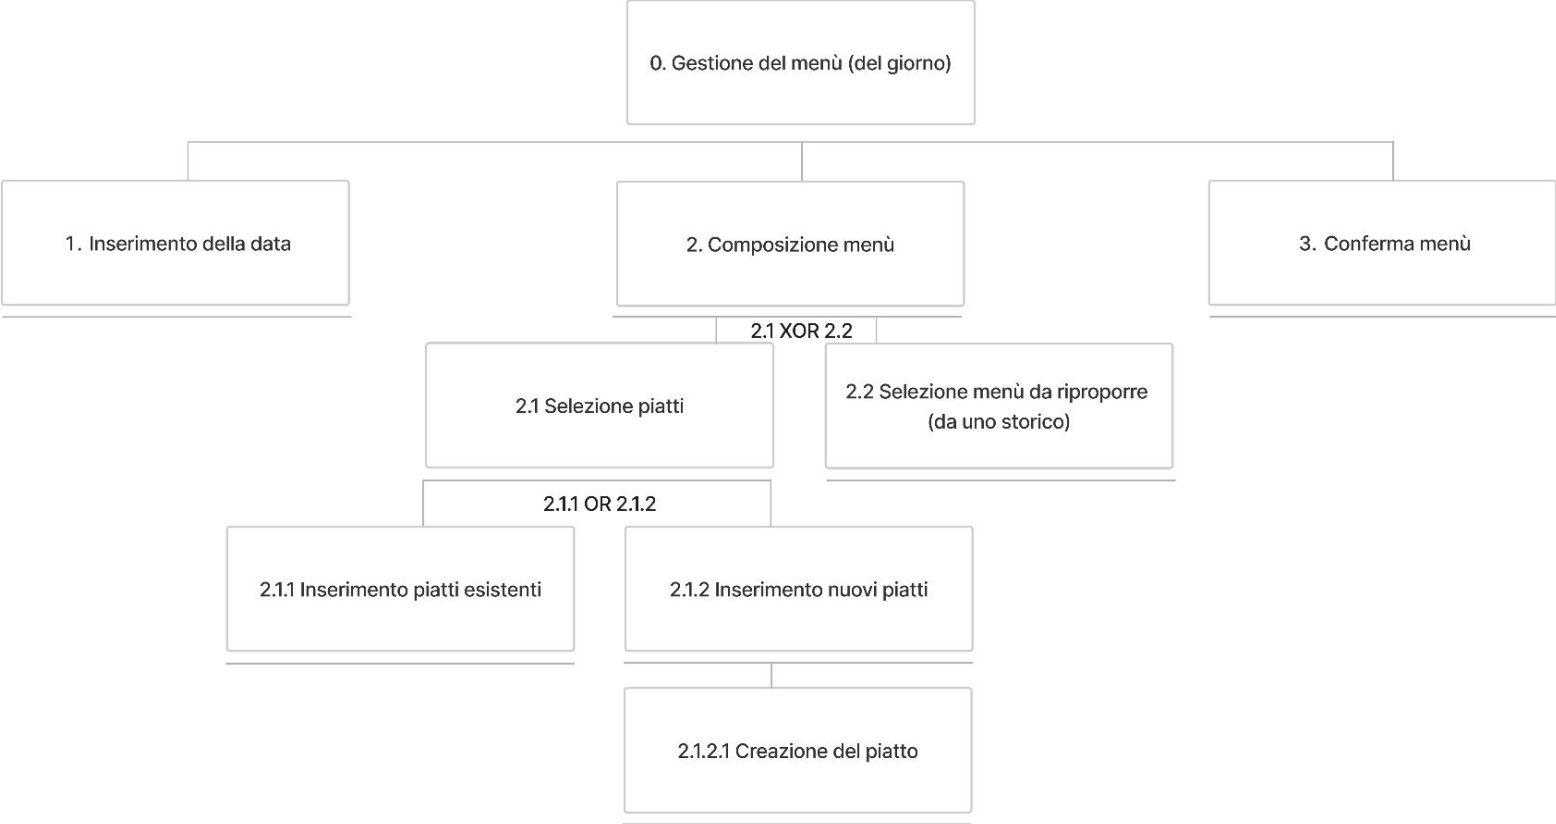 0. Gestione del menù (del giorno)
1. Inserimento della data
2. Composizione menù
3. Conferma menù
2.1 XOR 2.2
2.1 Selezione piatti
2.2 Selezione menù da riproporre
(da uno storico)
2.1.1 OR 2.1.2
2.1.1 Inserimento piatti esistenti
2.1.2 Inserimento nuovi piatti
2.1.2.1 Creazione del piatto